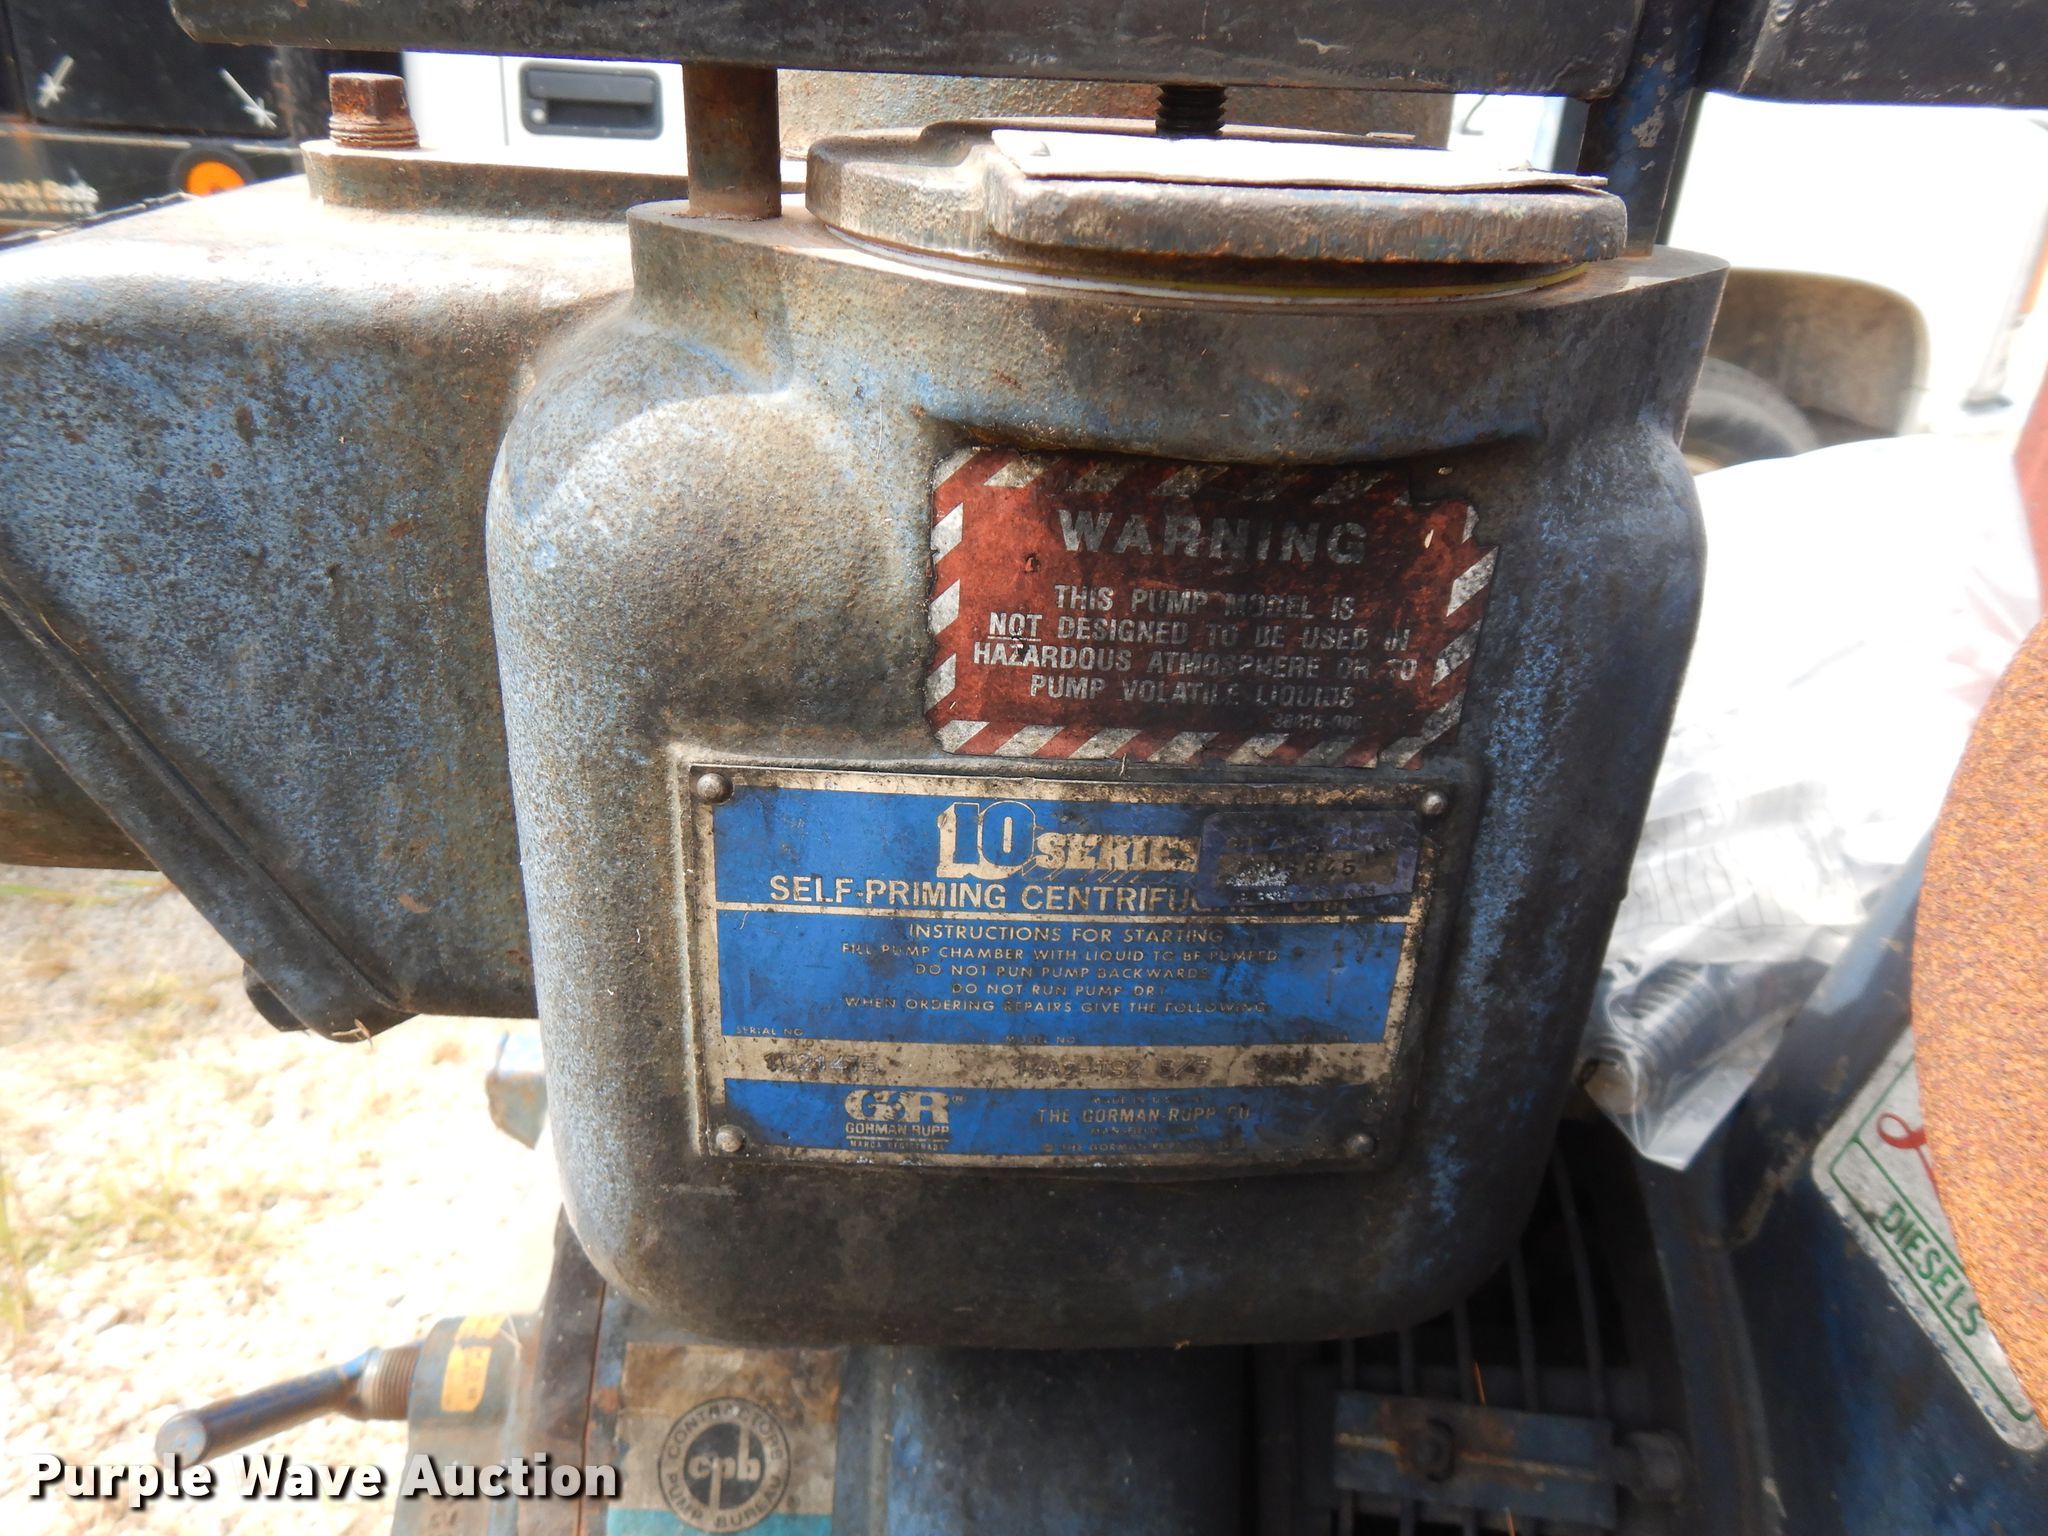 WARNING
THIS PUMP MODEL IS
NOT DESIGNED TO BE USED IN
HAZARDOUS ATMOSPHERE OR TO
PUMP VOLATILE LIQUIDS
10 SERIES
SELF-PRIMING CENTRIFUGAL
INSTRUCTIONS FOR STARTING
FILL PUMP CHAMBER WITH LIQUID TO BE PUMPED
DO NOT RUN PUMP BACKWARDS
DO NOT RUN PUMP DRY
WHEN ORDERING REPAIRS GIVE THE FOLLOWING
SERIAL NO. MODEL NO.
G&R®
GORMAN-RUPP
THE GORMAN-RUPP CO
DIESELS
CONTRACTORS
cpb
PUMP BUREAU
Purple Wave Auction